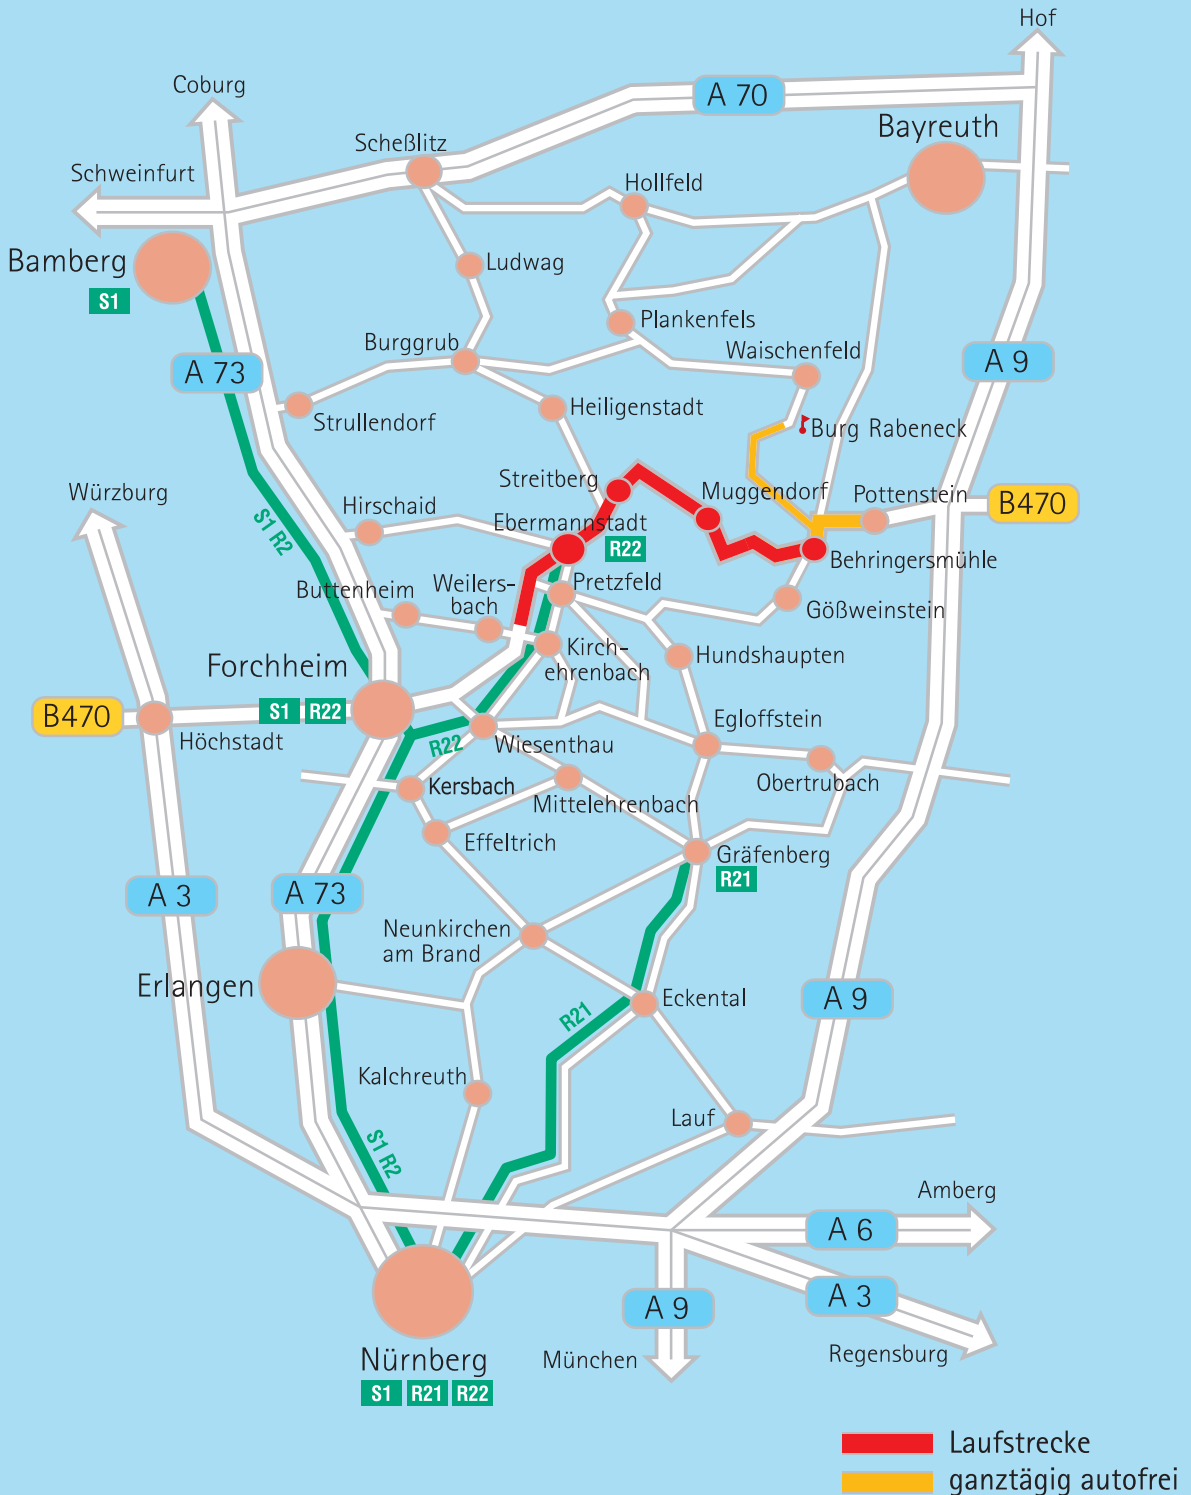 Hof
Coburg
A 70
Bayreuth
Scheßlitz
Schweinfurt
Hollfeld
Bamberg
S1
Ludwag
Plankenfels
Burggrub
Waischenfeld
A 73
A 9
Strullendorf
Heiligenstadt
Burg Rabeneck
Streitberg
Muggendorf
Pottenstein
B470
Würzburg
Hirschaid
S1 R2
Ebermannstadt
R22
Behringersmühle
Buttenheim
Weilers-
bach
Pretzfeld
Gößweinstein
Forchheim
Kirch-
ehrenbach
Hundshaupten
B470
S1 R22
Höchstadt
R22
Wiesenthau
Egloffstein
Kersbach
Mittelehrenbach
Obertrubach
Effeltrich
Gräfenberg
R21
A 3
A 73
Neunkirchen
am Brand
Erlangen
Eckental
A 9
R21
Kalchreuth
Lauf
S1 R2
Amberg
A 6
A 3
A 9
Nürnberg
S1 R21 R22
München
Regensburg
Laufstrecke
ganztägig autofrei